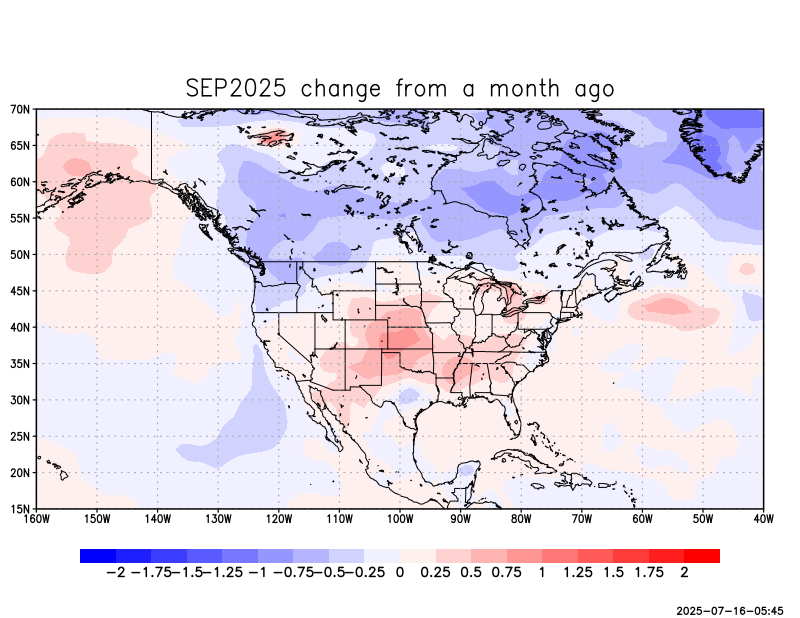 SEP2025 change from a month ago
70N
65N
60N
55N
50N
45N
40N
35N
30N
25N
20N
15N
160W 150W 140W 130W 120W 110W 100W 90W 80W 70W 60W 50W 40W
−2 −1.75 −1.5 −1.25 −1 −0.75 −0.5 −0.25 0 0.25 0.5 0.75 1 1.25 1.5 1.75 2
2025-07-16-05:45